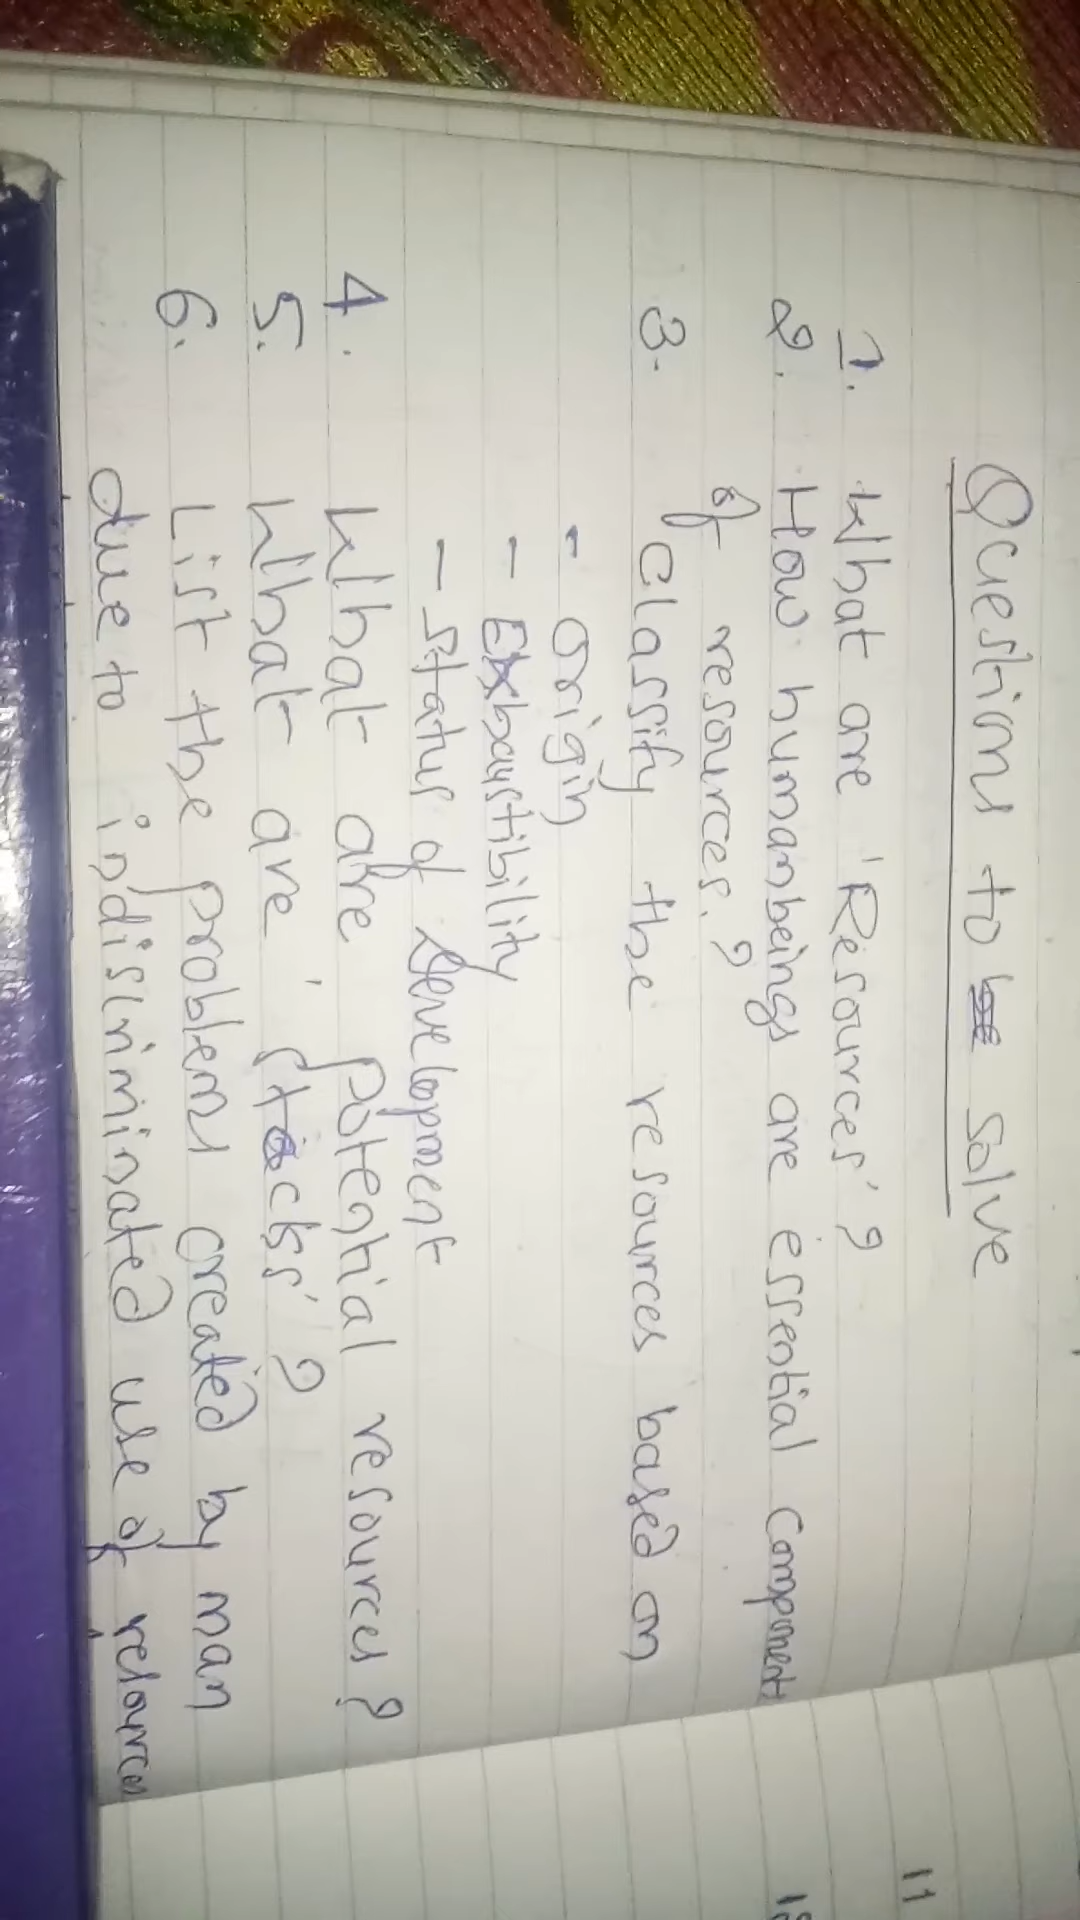 Questions to solve
1. What are 'Resources'?
2. How humanbeings are essential components
of resources?
3. Classify the resources based on
- Origin
- Exhaustibility
- Status of Development
4. What are Potential resources?
5. What are 'Stocks'?
6. List the problems created by man
due to indiscriminated use of resources
11
18